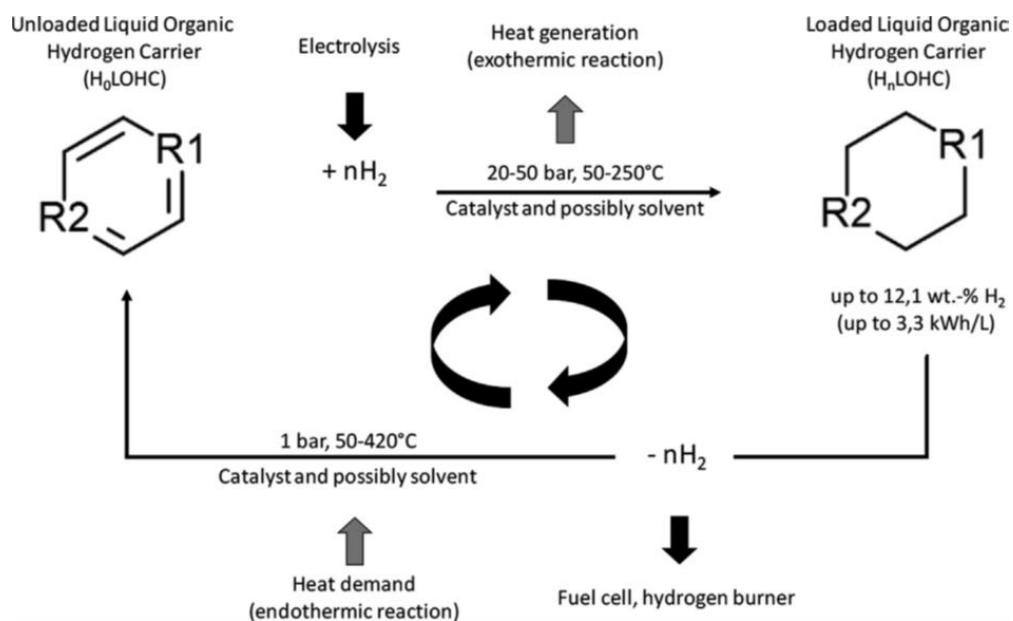 Unloaded Liquid Organic
Hydrogen Carrier
(H₀LOHC)
R1
R2
Electrolysis
+ nH₂
Heat generation
(exothermic reaction)
20-50 bar, 50-250°C
Catalyst and possibly solvent
Loaded Liquid Organic
Hydrogen Carrier
(HₙLOHC)
R1
R2
up to 12,1 wt.-% H₂
(up to 3,3 kWh/L)
1 bar, 50-420°C
Catalyst and possibly solvent
- nH₂
Heat demand
(endothermic reaction)
Fuel cell, hydrogen burner